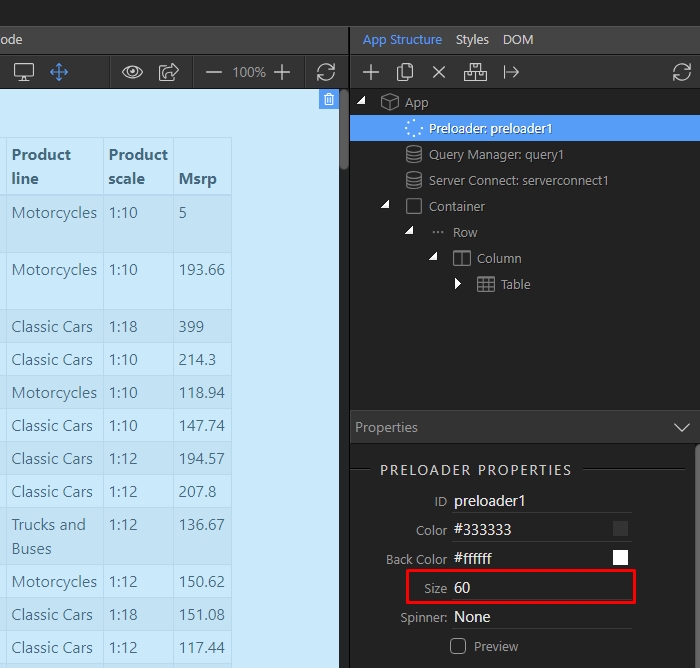 ode
App Structure Styles DOM
100%
App
Preloader: preloader1
Query Manager: query1
Server Connect: serverconnect1
Container
Row
Column
Table
Product line Product scale Msrp
Motorcycles 1:10 5
Motorcycles 1:10 193.66
Classic Cars 1:18 399
Classic Cars 1:10 214.3
Motorcycles 1:10 118.94
Classic Cars 1:10 147.74
Classic Cars 1:12 194.57
Classic Cars 1:12 207.8
Trucks and Buses 1:12 136.67
Motorcycles 1:12 150.62
Classic Cars 1:18 151.08
Classic Cars 1:12 117.44
Properties
PRELOADER PROPERTIES
ID preloader1
Color #333333
Back Color #ffffff
Size 60
Spinner: None
Preview